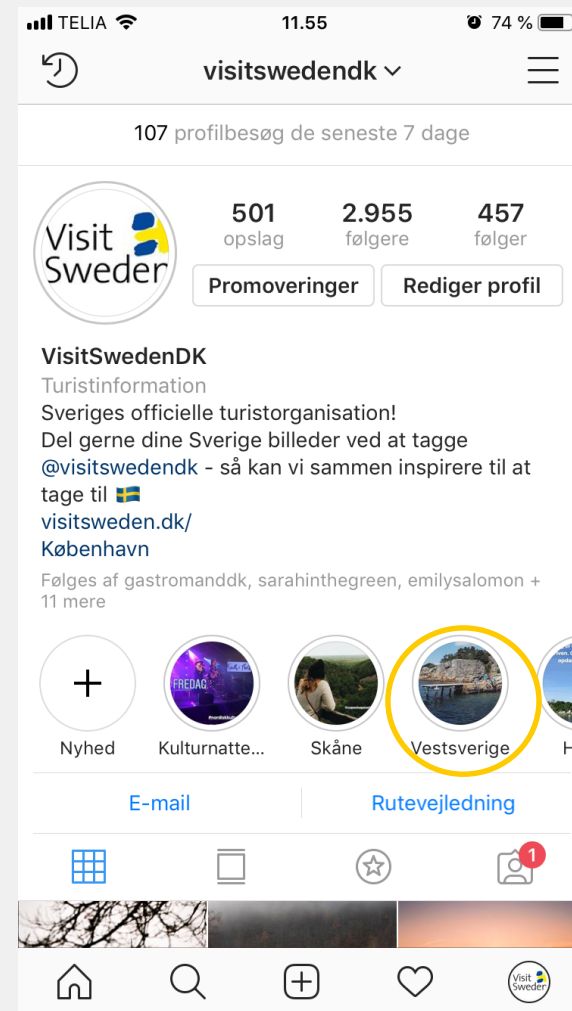 TELIA 11.55 74 %
visitswedendk
107 profilbesøg de seneste 7 dage
Visit
Sweden
501 2.955 457
opslag følgere følger
Promoveringer Rediger profil
VisitSwedenDK
Turistinformation
Sveriges officielle turistorganisation!
Del gerne dine Sverige billeder ved at tagge
@visitswedendk - så kan vi sammen inspirere til at
tage til 🇸🇪
visitsweden.dk/
København
Følges af gastromanddk, sarahinthegreen, emilysalomon +
11 mere
FREDAG
Nyhed Kulturnatte... Skåne Vestsverige H
E-mail Rutevejledning
1
Visit
Sweden